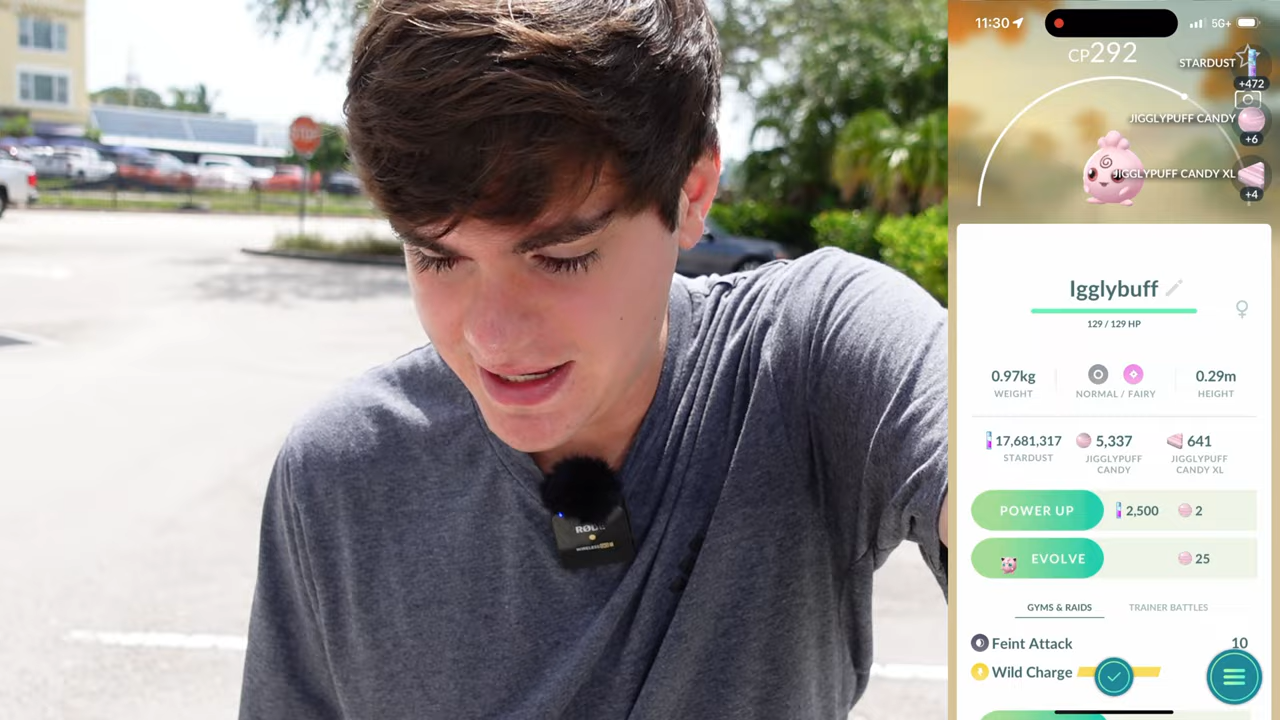 STOP
RØDE
11:30
5G+
CP292
STARDUST
+472
JIGGLYPUFF CANDY
+6
JIGGLYPUFF CANDY XL
+4
Igglybuff
129 / 129 HP
0.97kg
WEIGHT
NORMAL / FAIRY
0.29m
HEIGHT
17,681,317
STARDUST
5,337
JIGGLYPUFF
CANDY
641
JIGGLYPUFF
CANDY XL
POWER UP
2,500
2
EVOLVE
25
GYMS & RAIDS
TRAINER BATTLES
Feint Attack
10
Wild Charge